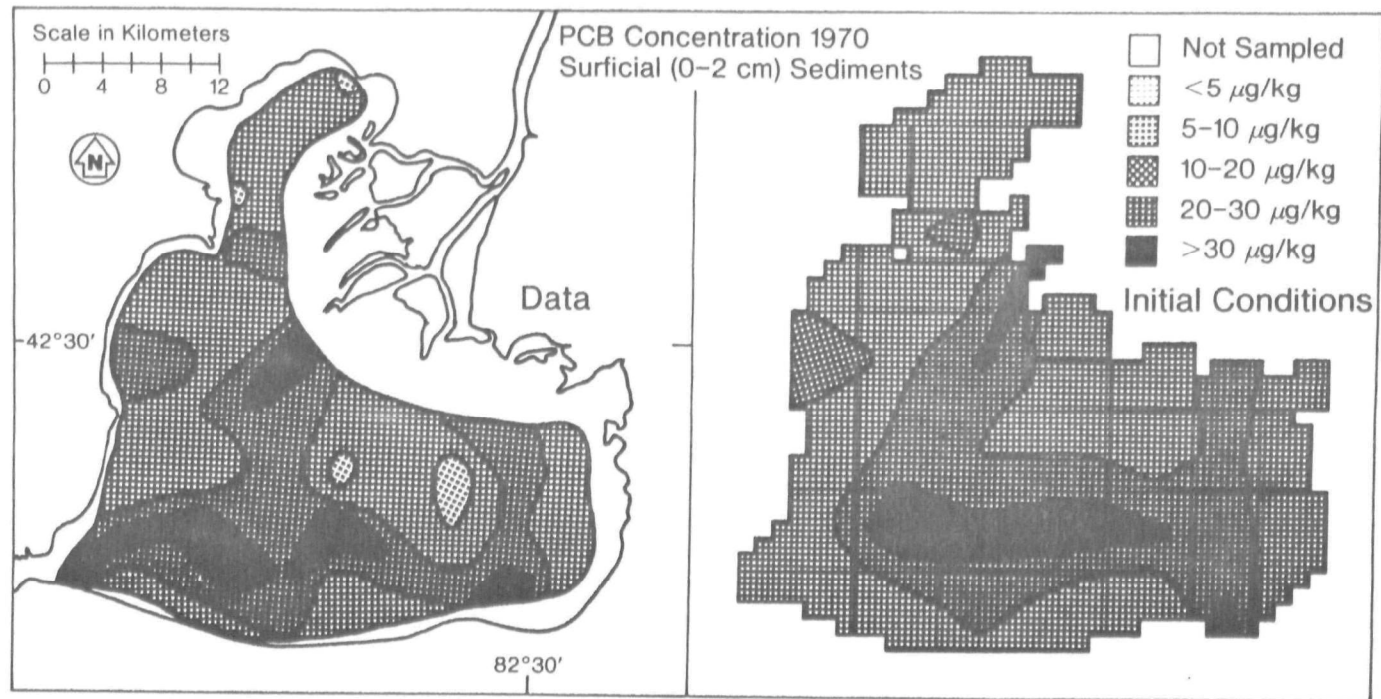 Scale in Kilometers
0 4 8 12
N
Data
42°30′
82°30′
PCB Concentration 1970
Surficial (0–2 cm) Sediments
Not Sampled
<5 μg/kg
5–10 μg/kg
10–20 μg/kg
20–30 μg/kg
>30 μg/kg
Initial Conditions